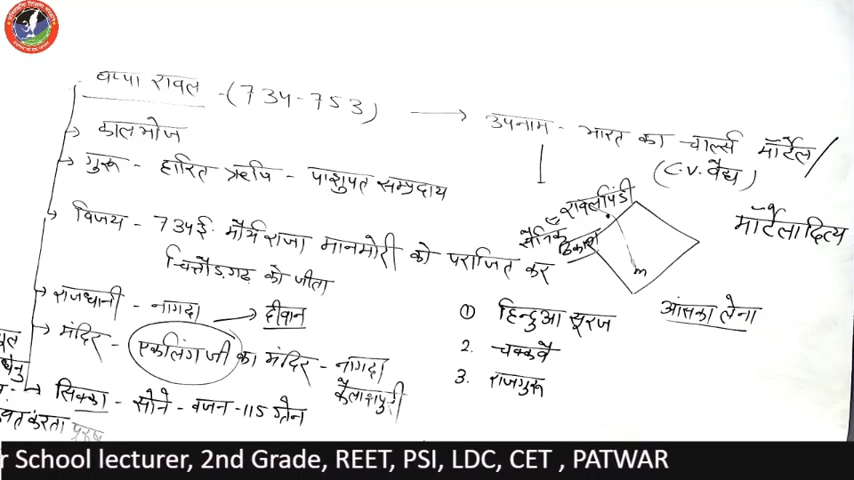 बप्पा रावल -(734-753) → उपनाम - भारत का चार्ल्स मॉर्टेल/
(C.V. वैद्य)
मॉर्टेलादित्य
→ कालभोज
→ गुरू - हारित ऋषि - पाशुपत सम्प्रदाय
→ विजय - 734ई. मौर्य राजा मानमोरी को पराजित कर
चित्तौड़गढ़ को जीता
रावलपिंडी
सैनिक
ठिकाना
m
→ राजधानी - नागदा
→ दीवान
→ मंदिर - एकलिंग जी का मंदिर - नागदा
कैलाशपुरी
→ सिक्का - सोने - वजन - 115 ग्रेन
① हिन्दुआ सूरज
2. चक्कवै
3. राजगुरू
आंसका लेना
पुरुष
r School lecturer, 2nd Grade, REET, PSI, LDC, CET , PATWAR